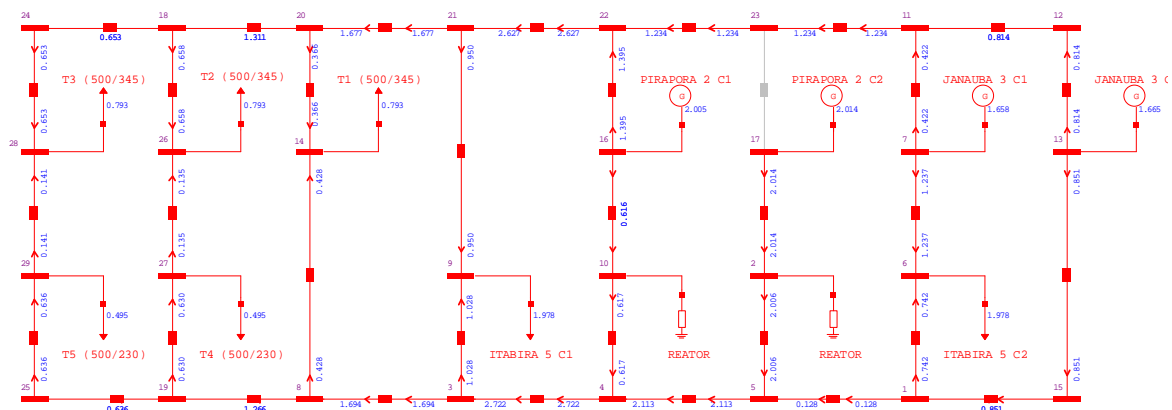 24 18 20 21 22 23 11 12
0.653 1.311 1.677 1.677 2.627 2.627 1.234 1.234 1.234 1.234 0.814
0.653 0.658 0.366 0.950 1.395 0.422 0.814
T3 (500/345) T2 (500/345) T1 (500/345) PIRAPORA 2 C1 PIRAPORA 2 C2 JANAUBA 3 C1 JANAUBA 3 C
G G G G
0.793 0.793 0.793 2.005 2.014 1.658 1.665
0.653 0.658 0.366 1.395 0.422 0.814
28 26 14 16 17 7 13
0.141 0.135 0.428 2.014 1.237 0.851
0.616
0.141 0.135 0.950 2.014 1.237
29 27 9 10 2 6
0.495 0.495 1.978 1.978
0.636 0.630 1.028 0.617 2.006 0.742
T5 (500/230) T4 (500/230) ITABIRA 5 C1 REATOR REATOR ITABIRA 5 C2
0.636 0.630 0.428 1.028 0.617 2.006 0.742 0.851
25 19 8 3 4 5 1 15
0.636 1.266 1.694 1.694 2.722 2.722 2.113 2.113 0.128 0.128 0.851